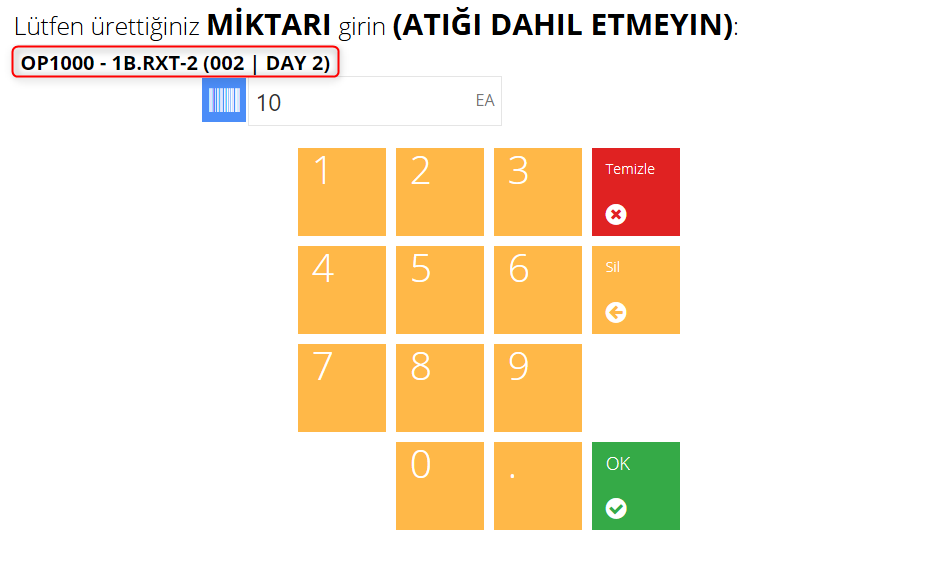 Lütfen ürettiğiniz MİKTARI girin (ATIĞI DAHIL ETMEYIN):
OP1000 - 1B.RXT-2 (002 | DAY 2)
10 EA
1 2 3 Temizle
4 5 6 Sil
7 8 9
0 . OK